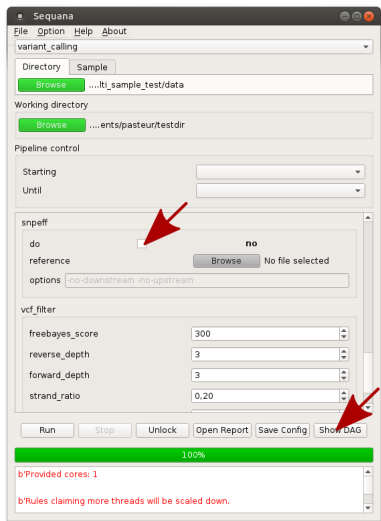 Sequana
File Option Help About
variant_calling
Directory Sample
Browse ....lti_sample_test/data
Working directory
Browse ....ents/pasteur/testdir
Pipeline control
Starting
Until
snpeff
do no
reference Browse No file selected
options -no-downstream -no-upstream
vcf_filter
freebayes_score 300
reverse_depth 3
forward_depth 3
strand_ratio 0,20
Run Stop Unlock Open Report Save Config Show DAG
100%
b'Provided cores: 1
b'Rules claiming more threads will be scaled down.